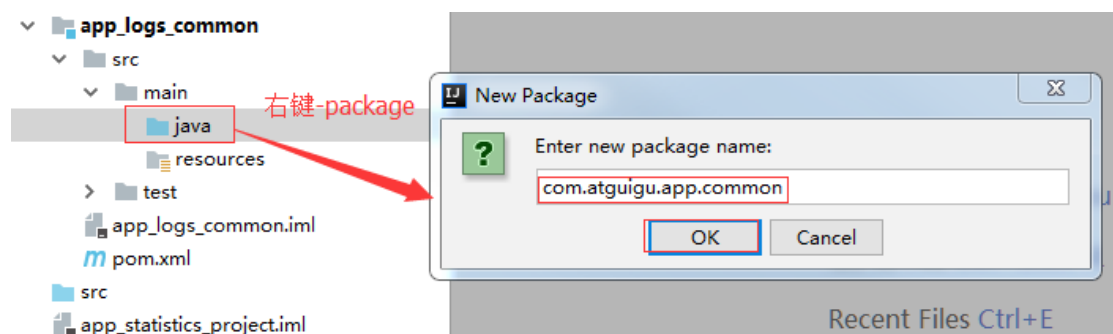 app_logs_common
src
main
右键-package
java
resources
test
app_logs_common.iml
pom.xml
src
app_statistics_project.iml
New Package
Enter new package name:
com.atguigu.app.common
OK
Cancel
Recent Files Ctrl+E